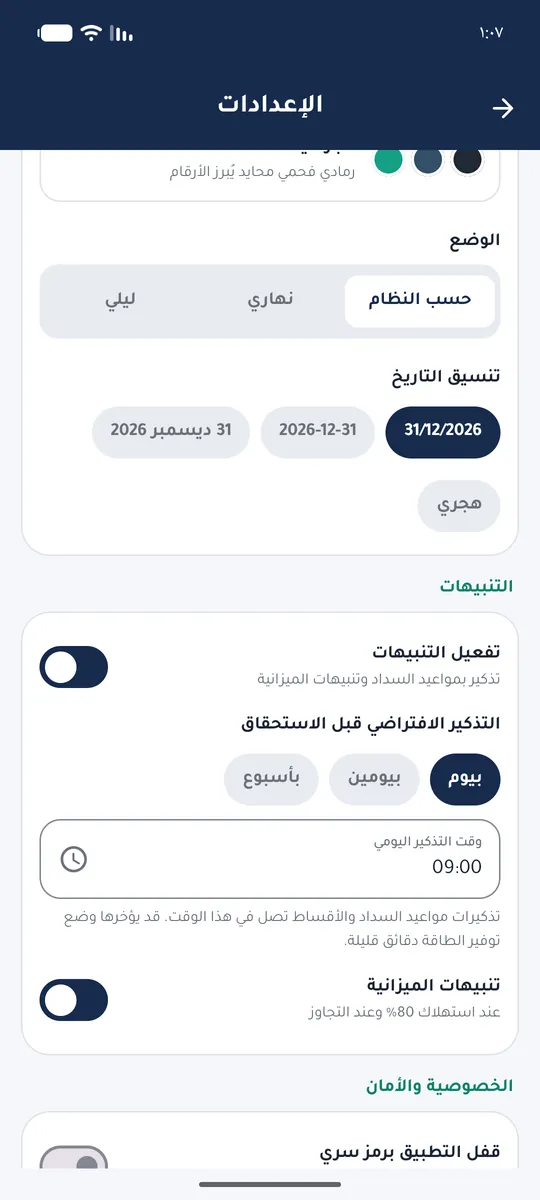 ١:٠٧
الإعدادات
رمادي فحمي محايد يُبرز الأرقام
الوضع
حسب النظام
نهاري
ليلي
تنسيق التاريخ
31/12/2026
2026-12-31
31 ديسمبر 2026
هجري
التنبيهات
تفعيل التنبيهات
تذكير بمواعيد السداد وتنبيهات الميزانية
التذكير الافتراضي قبل الاستحقاق
بيوم
بيومين
بأسبوع
وقت التذكير اليومي
09:00
تذكيرات مواعيد السداد والأقساط تصل في هذا الوقت. قد يؤخرها وضع
توفير الطاقة دقائق قليلة.
تنبيهات الميزانية
عند استهلاك 80% وعند التجاوز
الخصوصية والأمان
قفل التطبيق برمز سري